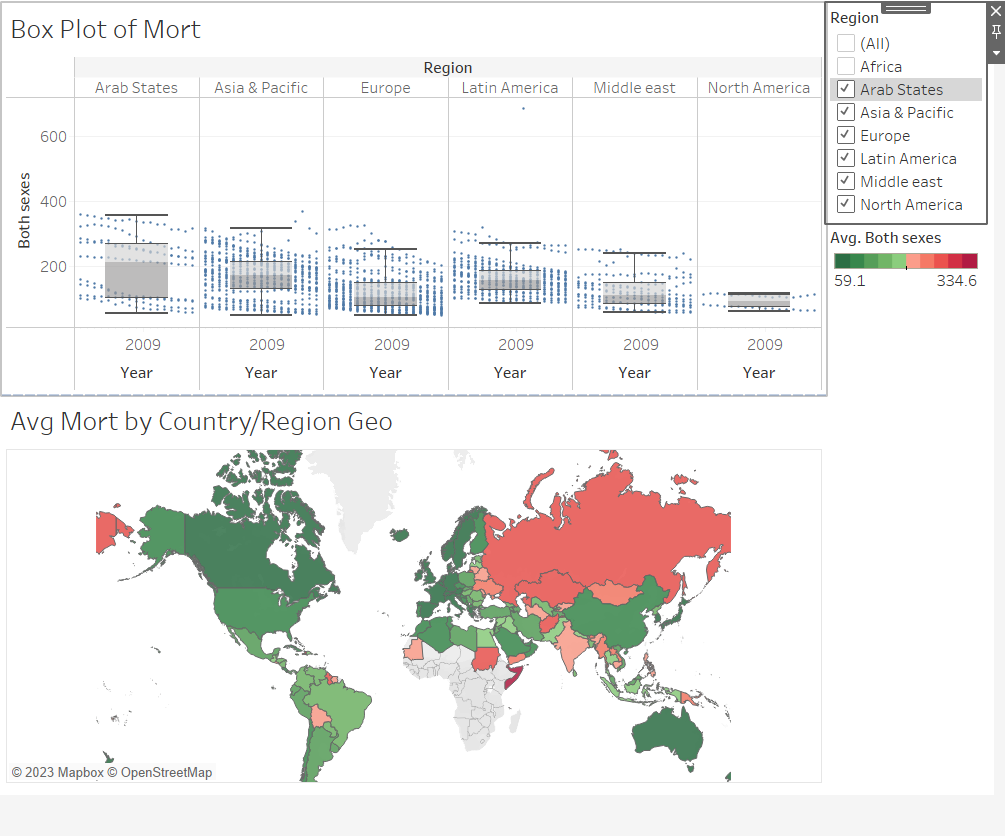 Box Plot of Mort
Region
Arab States
Asia & Pacific
Europe
Latin America
Middle east
North America
Both sexes
600
400
200
2009
2009
2009
2009
2009
2009
Year
Year
Year
Year
Year
Year
Region
(All)
Africa
Arab States
Asia & Pacific
Europe
Latin America
Middle east
North America
Avg. Both sexes
59.1
334.6
Avg Mort by Country/Region Geo
© 2023 Mapbox © OpenStreetMap